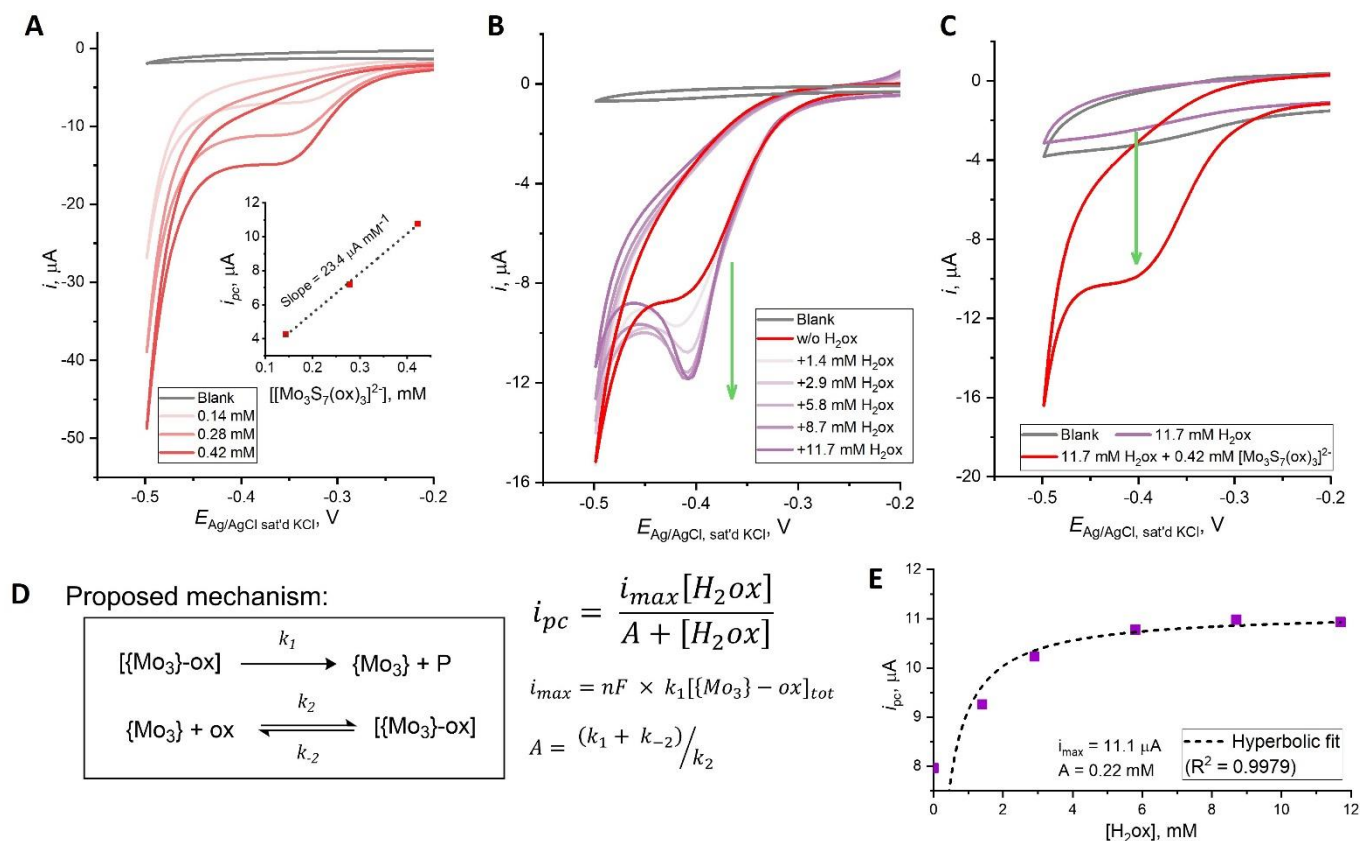 A
0
-10
-20
-30
-40
-50
i, μA
-0.5 -0.4 -0.3 -0.2
E Ag/AgCl sat'd KCl, V
Blank
0.14 mM
0.28 mM
0.42 mM
12
10
8
6
4
ipc, μA
Slope = 23.4 μA mM⁻¹
0.1 0.2 0.3 0.4
[[Mo₃S₇(ox)₃]²⁻], mM
B
0
-4
-8
-12
-16
i, μA
-0.5 -0.4 -0.3 -0.2
E Ag/AgCl, sat'd KCl, V
Blank
w/o H₂ox
+1.4 mM H₂ox
+2.9 mM H₂ox
+5.8 mM H₂ox
+8.7 mM H₂ox
+11.7 mM H₂ox
C
0
-4
-8
-12
-16
-20
i, μA
-0.5 -0.4 -0.3 -0.2
E Ag/AgCl, sat'd KCl, V
Blank 11.7 mM H₂ox
11.7 mM H₂ox + 0.42 mM [Mo₃S₇(ox)₃]²⁻
D Proposed mechanism:
[{Mo₃}-ox] k₁ {Mo₃} + P
{Mo₃} + ox k₂ k₋₂ [{Mo₃}-ox]
i_pc = i_max[H₂ox] / A + [H₂ox]
i_max = nF × k₁[{Mo₃} − ox]_tot
A = (k₁ + k₋₂)/k₂
E
12
11
10
9
8
ipc, μA
i_max = 11.1 μA
A = 0.22 mM
Hyperbolic fit
(R² = 0.9979)
0 2 4 6 8 10 12
[H₂ox], mM